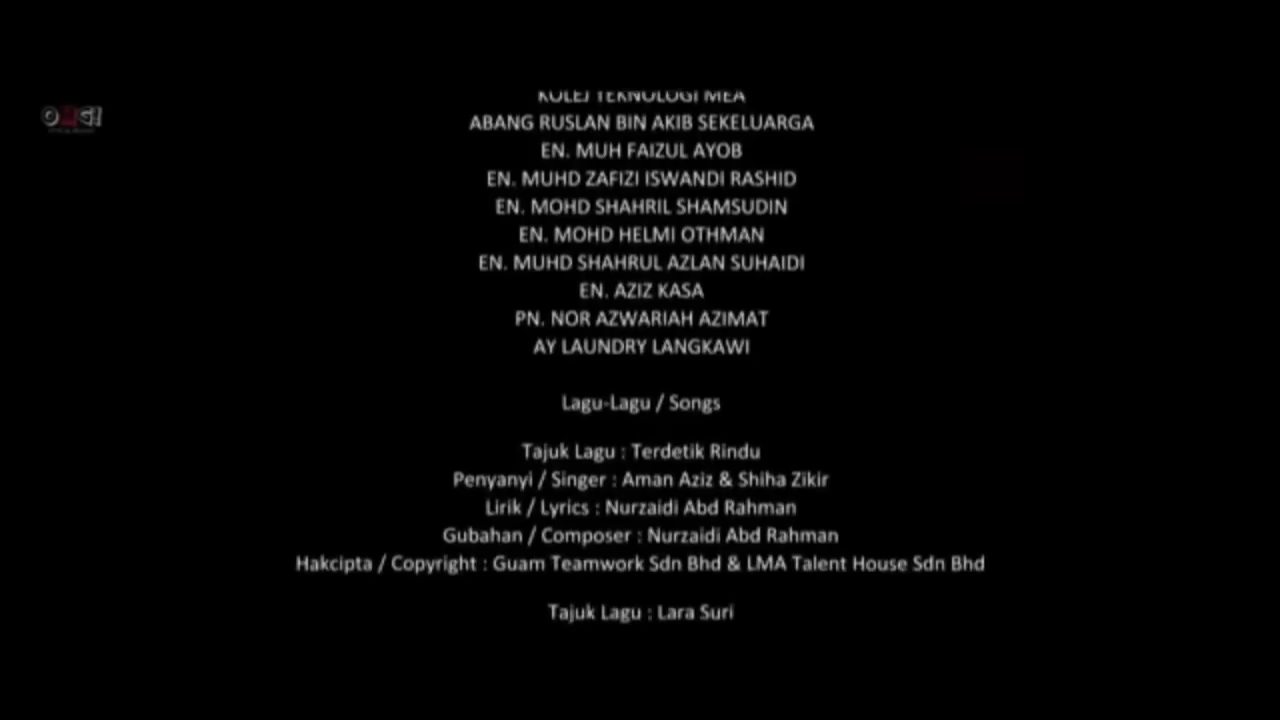 KOLEJ TEKNOLOGI MEA
ABANG RUSLAN BIN AKIB SEKELUARGA
EN. MUH FAIZUL AYOB
EN. MUHD ZAFIZI ISWANDI RASHID
EN. MOHD SHAHRIL SHAMSUDIN
EN. MOHD HELMI OTHMAN
EN. MUHD SHAHRUL AZLAN SUHAIDI
EN. AZIZ KASA
PN. NOR AZWARIAH AZIMAT
AY LAUNDRY LANGKAWI
Lagu-Lagu / Songs
Tajuk Lagu : Terdetik Rindu
Penyanyi / Singer : Aman Aziz & Shiha Zikir
Lirik / Lyrics : Nurzaidi Abd Rahman
Gubahan / Composer : Nurzaidi Abd Rahman
Hakcipta / Copyright : Guam Teamwork Sdn Bhd & LMA Talent House Sdn Bhd
Tajuk Lagu : Lara Suri